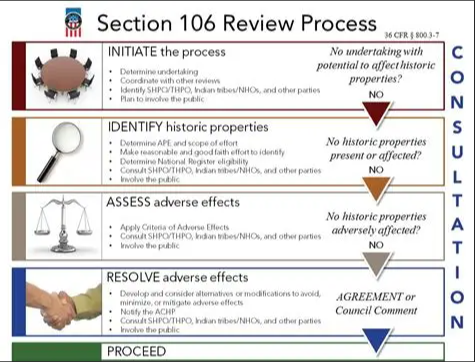 Section 106 Review Process
36 CFR § 800.3-7
INITIATE the process
• Determine undertaking
• Coordinate with other reviews
• Identify SHPO/THPO, Indian tribes/NHOs, and other parties
• Plan to involve the public
No undertaking with
potential to affect historic
properties?
NO
IDENTIFY historic properties
• Determine APE and scope of effort
• Make reasonable and good faith effort to identify
• Determine National Register eligibility
• Consult SHPO/THPO, Indian tribes/NHOs, and other parties
• Involve the public
No historic properties
present or affected?
NO
ASSESS adverse effects
• Apply Criteria of Adverse Effects
• Consult SHPO/THPO, Indian tribes/NHOs, and other parties
• Involve the public
No historic properties
adversely affected?
NO
RESOLVE adverse effects
• Develop and consider alternatives or modifications to avoid,
minimize, or mitigate adverse effects
• Notify the ACHP
• Consult SHPO/THPO, Indian tribes/NHOs, and other parties
• Involve the public
AGREEMENT or
Council Comment
PROCEED
CONSULTATION